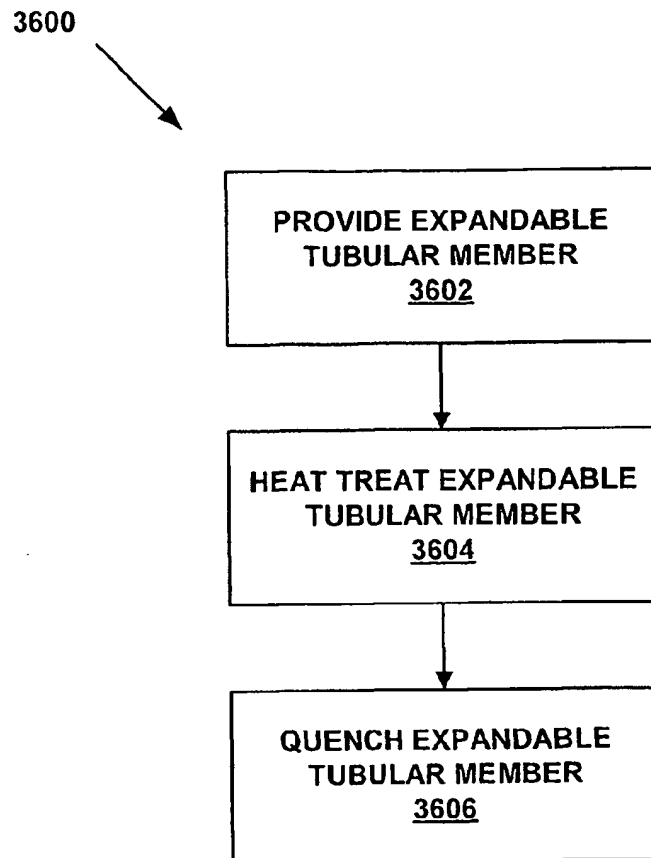 3600
PROVIDE EXPANDABLE
TUBULAR MEMBER
3602
HEAT TREAT EXPANDABLE
TUBULAR MEMBER
3604
QUENCH EXPANDABLE
TUBULAR MEMBER
3606